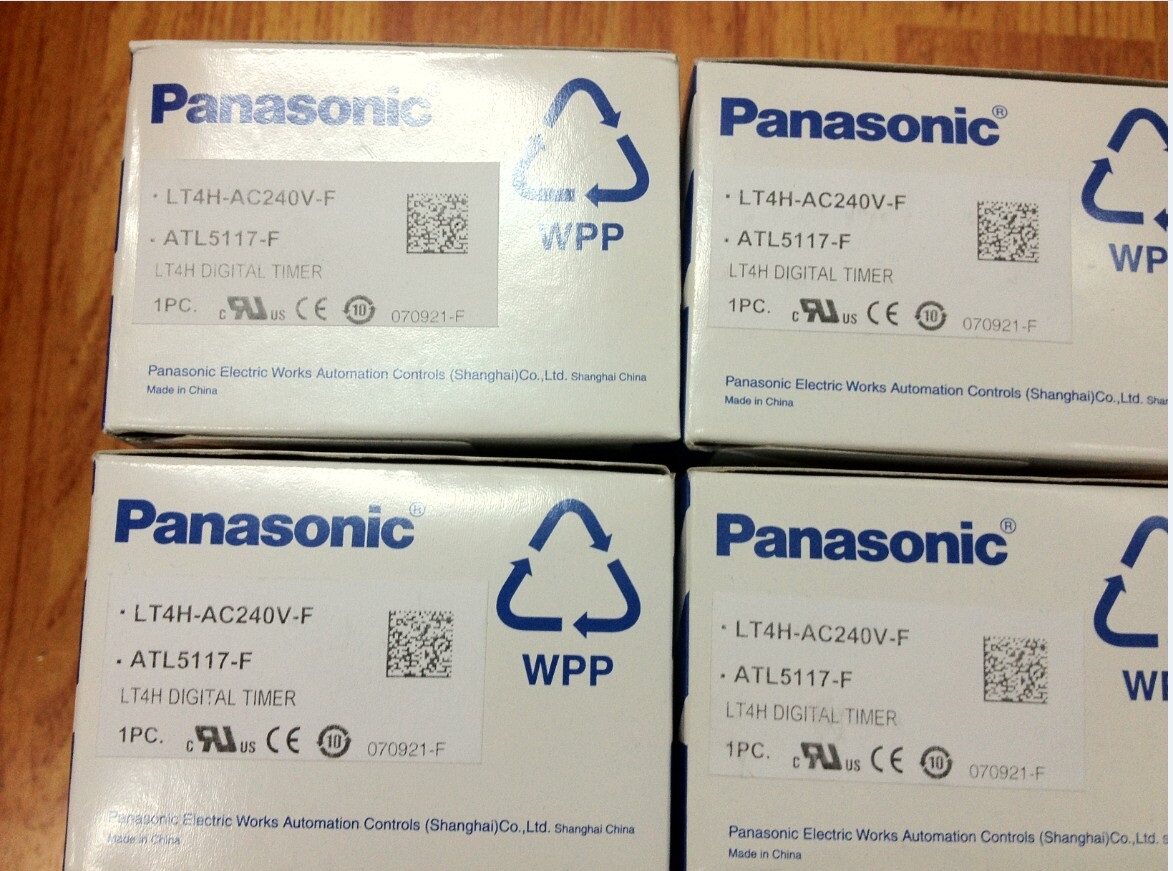 Panasonic
· LT4H-AC240V-F
· ATL5117-F
LT4H DIGITAL TIMER
1PC. c US CE 10 070921-F
WPP
Panasonic Electric Works Automation Controls (Shanghai)Co.,Ltd. Shanghai China
Made in China
Panasonic®
· LT4H-AC240V-F
· ATL5117-F
LT4H DIGITAL TIMER
1PC. c US CE 10 070921-F
WP
Panasonic Electric Works Automation Controls (Shanghai)Co.,Ltd.
Made in China
Panasonic®
· LT4H-AC240V-F
· ATL5117-F
LT4H DIGITAL TIMER
1PC. c US CE 10 070921-F
WPP
Panasonic Electric Works Automation Controls (Shanghai)Co.,Ltd. Shanghai China
Made in China
Panasonic®
· LT4H-AC240V-F
· ATL5117-F
LT4H DIGITAL TIMER
1PC. c US CE 10 070921-F
W
Panasonic Electric Works Automation Controls (Shanghai)Co.,Ltd.
Made in China